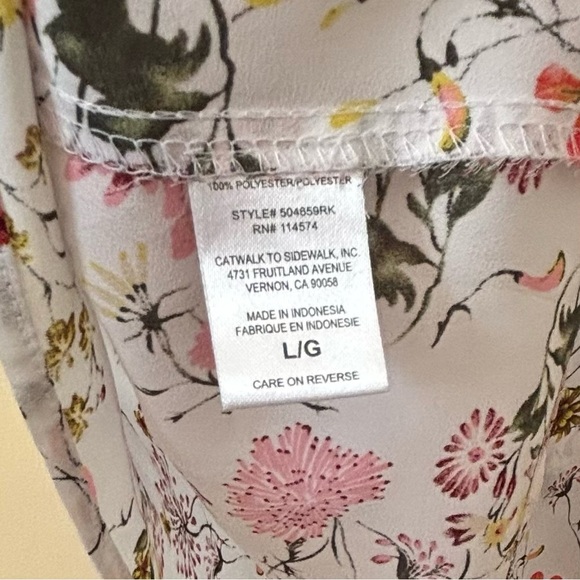 100% POLYESTER/POLYESTER
STYLE# 504659RK
RN# 114574
CATWALK TO SIDEWALK, INC.
4731 FRUITLAND AVENUE
VERNON, CA 90058
MADE IN INDONESIA
FABRIQUE EN INDONESIE
L/G
CARE ON REVERSE